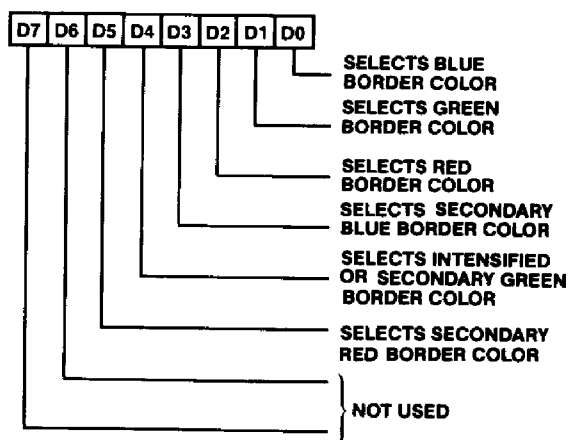 D7 D6 D5 D4 D3 D2 D1 D0
SELECTS BLUE
BORDER COLOR
SELECTS GREEN
BORDER COLOR
SELECTS RED
BORDER COLOR
SELECTS SECONDARY
BLUE BORDER COLOR
SELECTS INTENSIFIED
OR SECONDARY GREEN
BORDER COLOR
SELECTS SECONDARY
RED BORDER COLOR
NOT USED